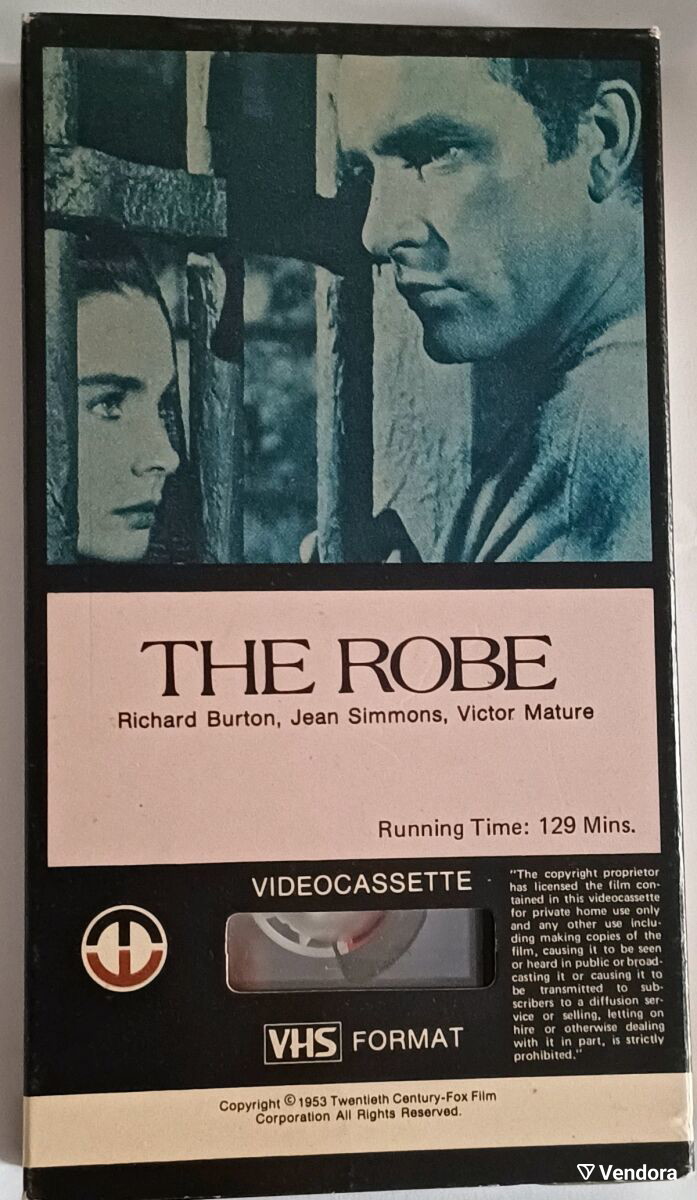 THE ROBE
Richard Burton, Jean Simmons, Victor Mature
Running Time: 129 Mins.
VIDEOCASSETTE
"The copyright proprietor
has licensed the film con-
tained in this videocassette
for private home use only
and any other use inclu-
ding making copies of the
film, causing it to be seen
or heard in public or broad-
casting it or causing it to
be transmitted to sub-
scribers to a diffusion ser-
vice or selling, letting on
hire or otherwise dealing
with it in part, is strictly
prohibited."
VHS FORMAT
Copyright © 1953 Twentieth Century-Fox Film
Corporation All Rights Reserved.
Vendora